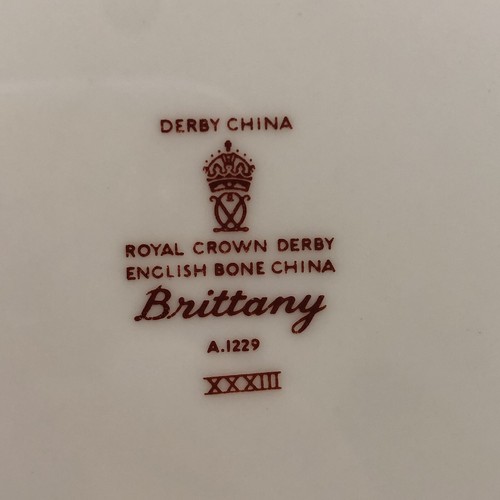 DERBY CHINA
ROYAL CROWN DERBY
ENGLISH BONE CHINA
Brittany
A.1229
XXXIII